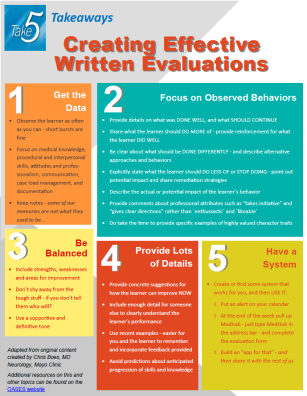 Take 5
Takeaways
Creating Effective
Written Evaluations
1
Get the
Data
• Observe the learner as often
as you can - short bursts are
fine
• Focus on medical knowledge,
procedural and interpersonal
skills, attitudes and profes-
sionalism, communication,
case load management, and
documentation
• Keep notes - some of our
memories are not what they
used to be...
2
Focus on Observed Behaviors
• Provide details on what was DONE WELL, and what SHOULD CONTINUE
• Share what the learner should DO MORE of - provide reinforcement for what
the learner DID WELL
• Be clear about what should be DONE DIFFERENTLY - and describe alternative
approaches and behaviors
• Explicitly state what the learner should DO LESS OF or STOP DOING - point out
potential impact and share remediation strategies
• Describe the actual or potential impact of the learner's behavior
• Provide comments about professional attributes such as "takes initiative" and
"gives clear directions" rather than 'enthusiastic' and 'likeable'
• Do take the time to provide specific examples of highly valued character traits
3
Be
Balanced
• Include strengths, weaknesses
and areas for improvement
• Don't shy away from the
tough stuff - if you don't tell
them who will?
• Use a supportive and
definitive tone
4
Provide Lots
of Details
• Provide concrete suggestions for
how the learner can improve NOW
• Include enough detail for someone
else to clearly understand the
learner's performance
• Use recent examples - easier for
you and the learner to remember
and incorporate feedback provided
• Avoid predictions about anticipated
progression of skills and knowledge
5
Have a
System
• Create or find some system that
works for you, and then USE IT:
Put an alert on your calendar
At the end of the week pull up
MedHub - just type MedHub in
the address bar - and complete
the evaluation form
Build an "app for that" - and
then share it with the rest of us
Adapted from original content
created by Chris Boes, MD
Neurology, Mayo Clinic
Additional resources on this and
other topics can be found on the
OASES website